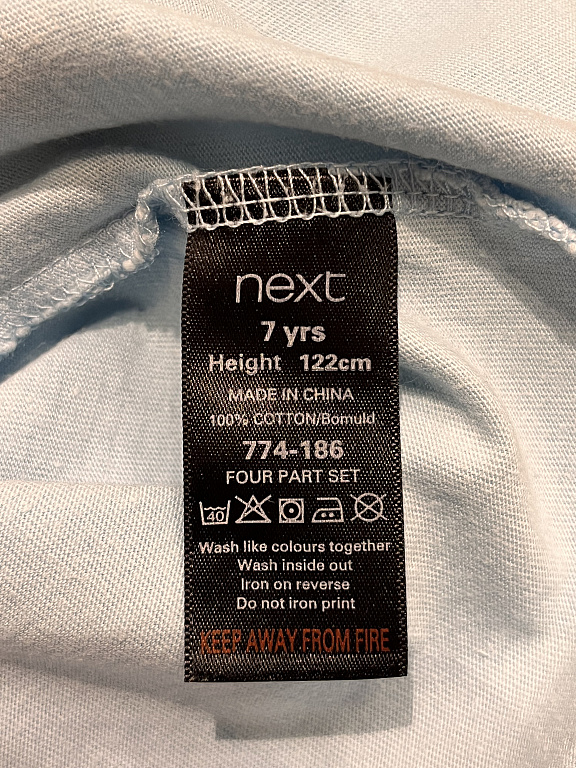 next
7 yrs
Height 122cm
MADE IN CHINA
100% COTTON/Bomuld
774-186
FOUR PART SET
40
Wash like colours together
Wash inside out
Iron on reverse
Do not iron print
KEEP AWAY FROM FIRE